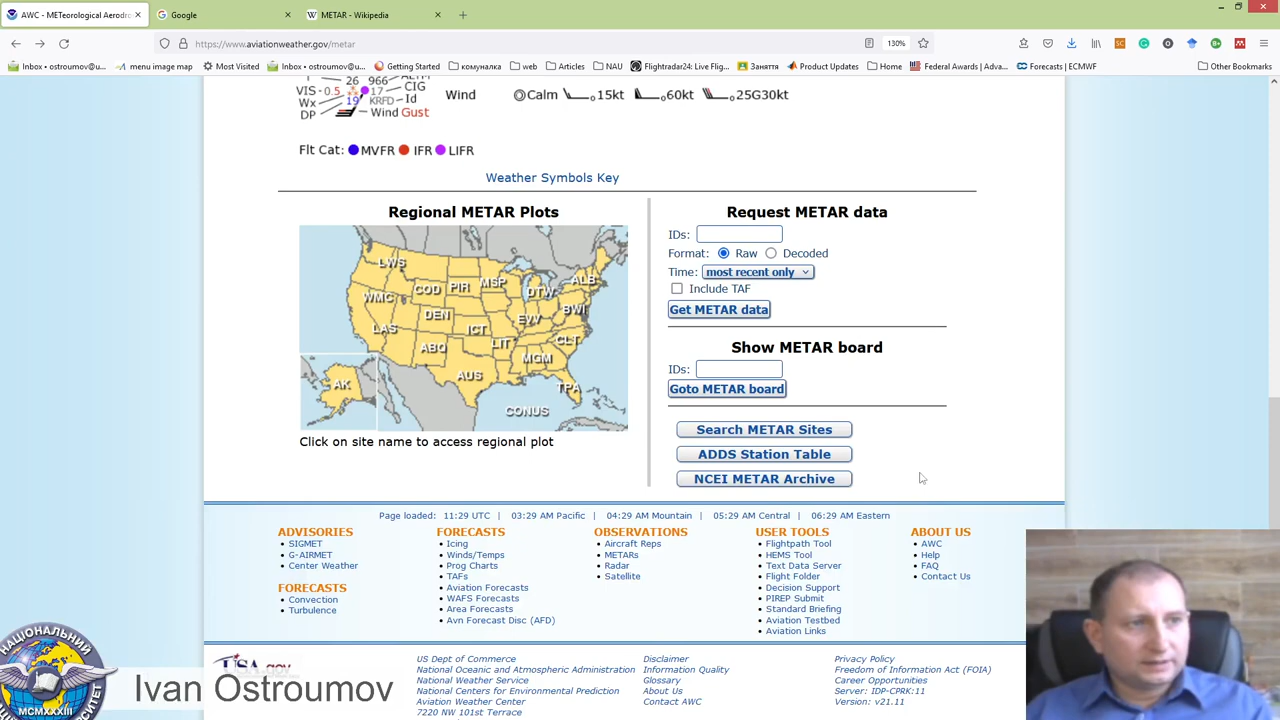 AWC - METeorological Aerodr
Google
METAR - Wikipedia
https://www.aviationweather.gov/metar
130%
Inbox • ostroumov@u...
menu image map
Most Visited
Inbox • ostroumov@u...
Getting Started
комуналка
web
Articles
NAU
Flightradar24: Live Flig...
Заняття
Product Updates
Home
Federal Awards | Adva...
Forecasts | ECMWF
Other Bookmarks
26 966
VIS - 0.5 17 CIG
Wx 19 KRFD - Id
DP Wind Gust
Wind Calm 15kt 60kt 25G30kt
Flt Cat: MVFR IFR LIFR
Weather Symbols Key
Regional METAR Plots
LWS
WMC
COD
PIR
MSP
DTW
ALB
BWI
LAS
DEN
ICT
EVV
CLT
ABQ
LIT
MGM
AUS
TPA
AK
CONUS
Click on site name to access regional plot
Request METAR data
IDs:
Format: Raw Decoded
Time: most recent only
Include TAF
Get METAR data
Show METAR board
IDs:
Goto METAR board
Search METAR Sites
ADDS Station Table
NCEI METAR Archive
Page loaded: 11:29 UTC | 03:29 AM Pacific | 04:29 AM Mountain | 05:29 AM Central | 06:29 AM Eastern
ADVISORIES
SIGMET
G-AIRMET
Center Weather
FORECASTS
Convection
Turbulence
FORECASTS
Icing
Winds/Temps
Prog Charts
TAFs
Aviation Forecasts
WAFS Forecasts
Area Forecasts
Avn Forecast Disc (AFD)
OBSERVATIONS
Aircraft Reps
METARs
Radar
Satellite
USER TOOLS
Flightpath Tool
HEMS Tool
Text Data Server
Flight Folder
Decision Support
PIREP Submit
Standard Briefing
Aviation Testbed
Aviation Links
ABOUT US
AWC
Help
FAQ
Contact Us
USA.gov
US Dept of Commerce
National Oceanic and Atmospheric Administration
National Weather Service
National Centers for Environmental Prediction
Aviation Weather Center
7220 NW 101st Terrace
Disclaimer
Information Quality
Glossary
About Us
Contact AWC
Privacy Policy
Freedom of Information Act (FOIA)
Career Opportunities
Server: IDP-CPRK:11
Version: v21.11
НАЦІОНАЛЬНИЙ
MCMXXXIII
Ivan Ostroumov